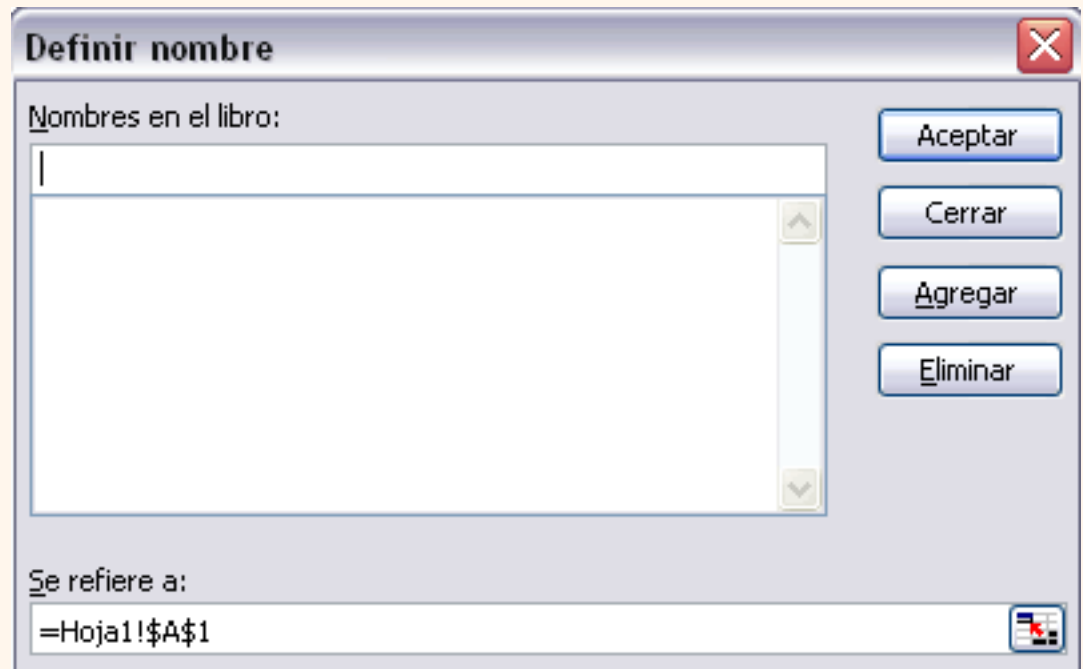 Definir nombre
Nombres en el libro:
Aceptar
Cerrar
Agregar
Eliminar
Se refiere a:
=Hoja1!$A$1